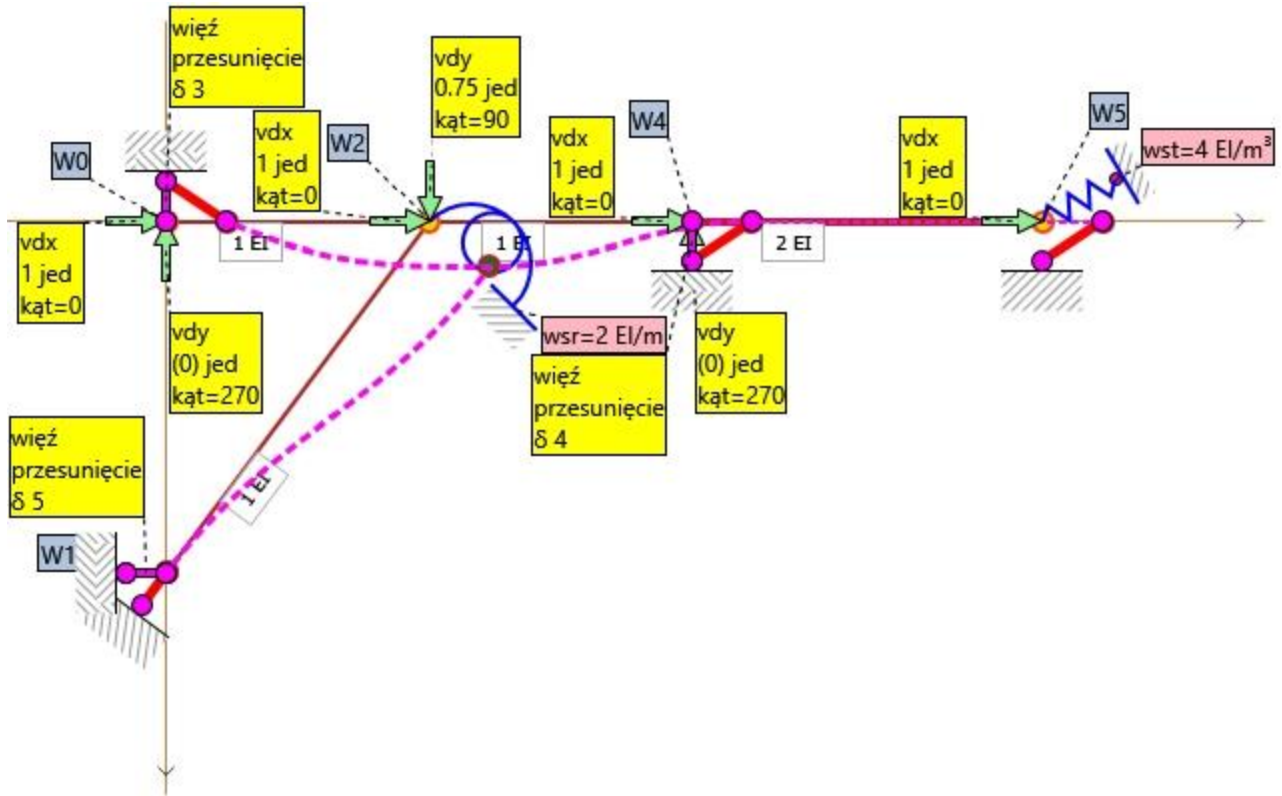 więź
przesunięcie
δ 3
vdy
0.75 jed
kąt=90
W0
vdx
1 jed
kąt=0
W2
vdx
1 jed
kąt=0
W4
vdx
1 jed
kąt=0
W5
wst=4 EI/m³
vdx
1 jed
kąt=0
1 EI
1 EI
2 EI
vdy
(0) jed
kąt=270
wsr=2 EI/m
więź
przesunięcie
δ 4
vdy
(0) jed
kąt=270
więź
przesunięcie
δ 5
1 EI
W1